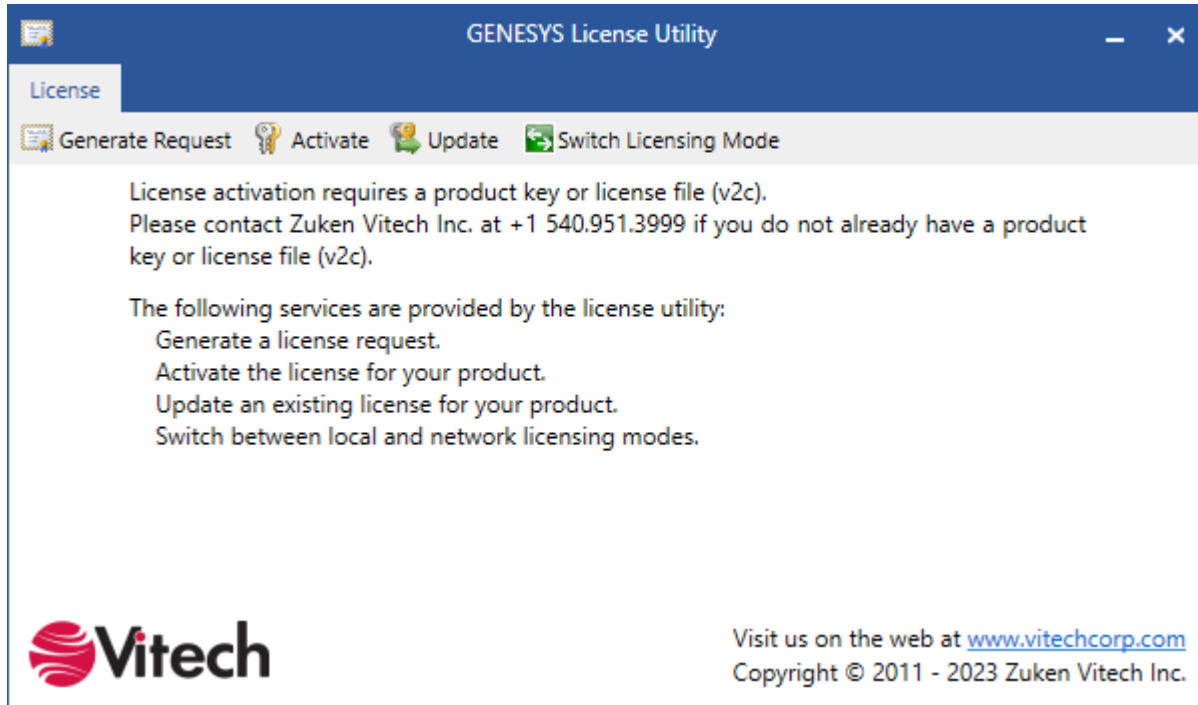 GENESYS License Utility
License
Generate Request Activate Update Switch Licensing Mode
License activation requires a product key or license file (v2c).
Please contact Zuken Vitech Inc. at +1 540.951.3999 if you do not already have a product
key or license file (v2c).
The following services are provided by the license utility:
Generate a license request.
Activate the license for your product.
Update an existing license for your product.
Switch between local and network licensing modes.
Vitech
Visit us on the web at www.vitechcorp.com
Copyright © 2011 - 2023 Zuken Vitech Inc.